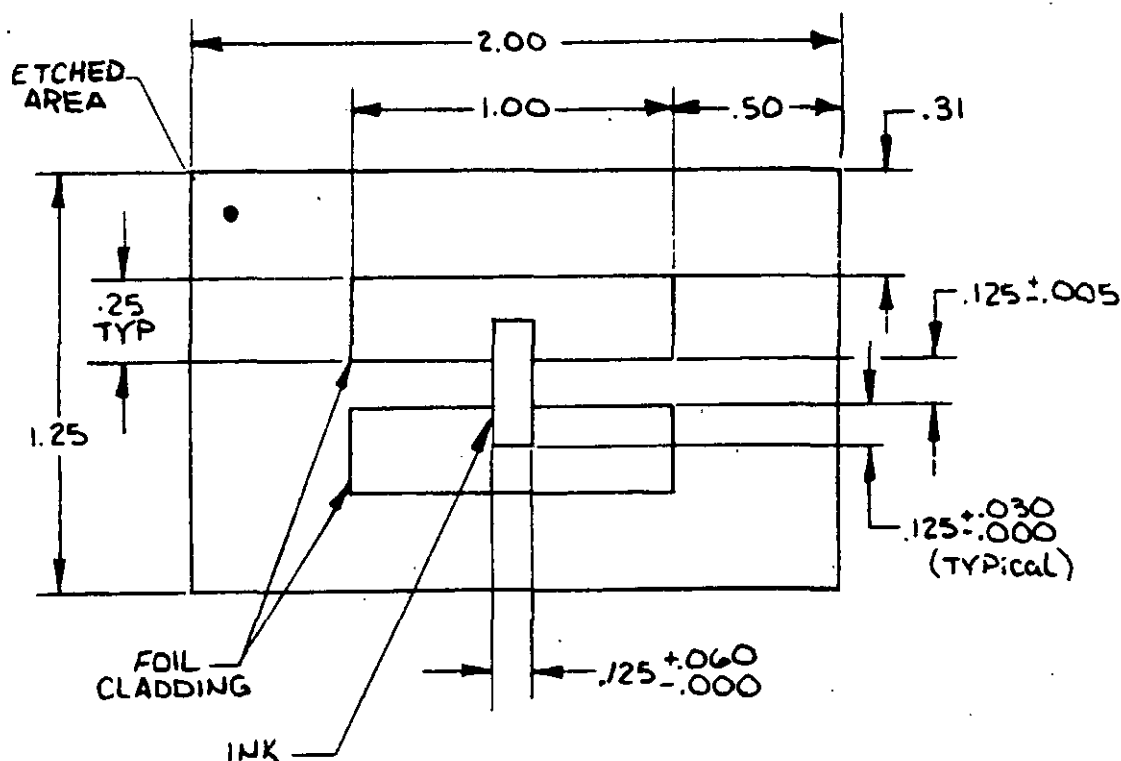 2.00
ETCHED
AREA
1.00
.50
.31
.25
TYP
.125±.005
1.25
.125+.030
-.000
(TYPical)
FOIL
CLADDING
.125+.060
-.000
INK